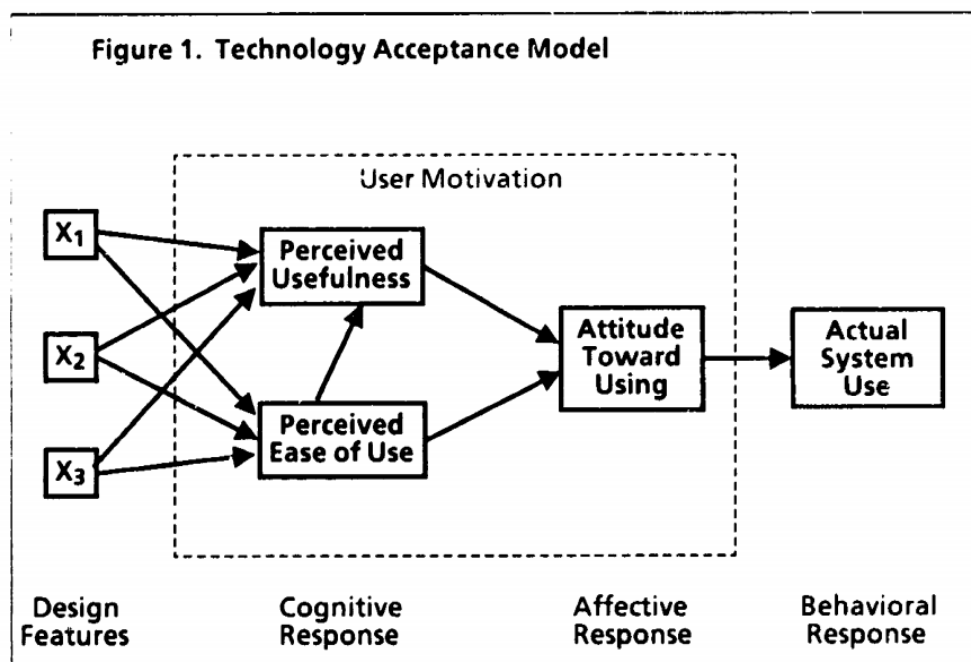 Figure 1. Technology Acceptance Model
User Motivation
X1
Perceived
Usefulness
X2
Attitude
Toward
Using
Actual
System
Use
Perceived
Ease of Use
X3
Design
Features
Cognitive
Response
Affective
Response
Behavioral
Response